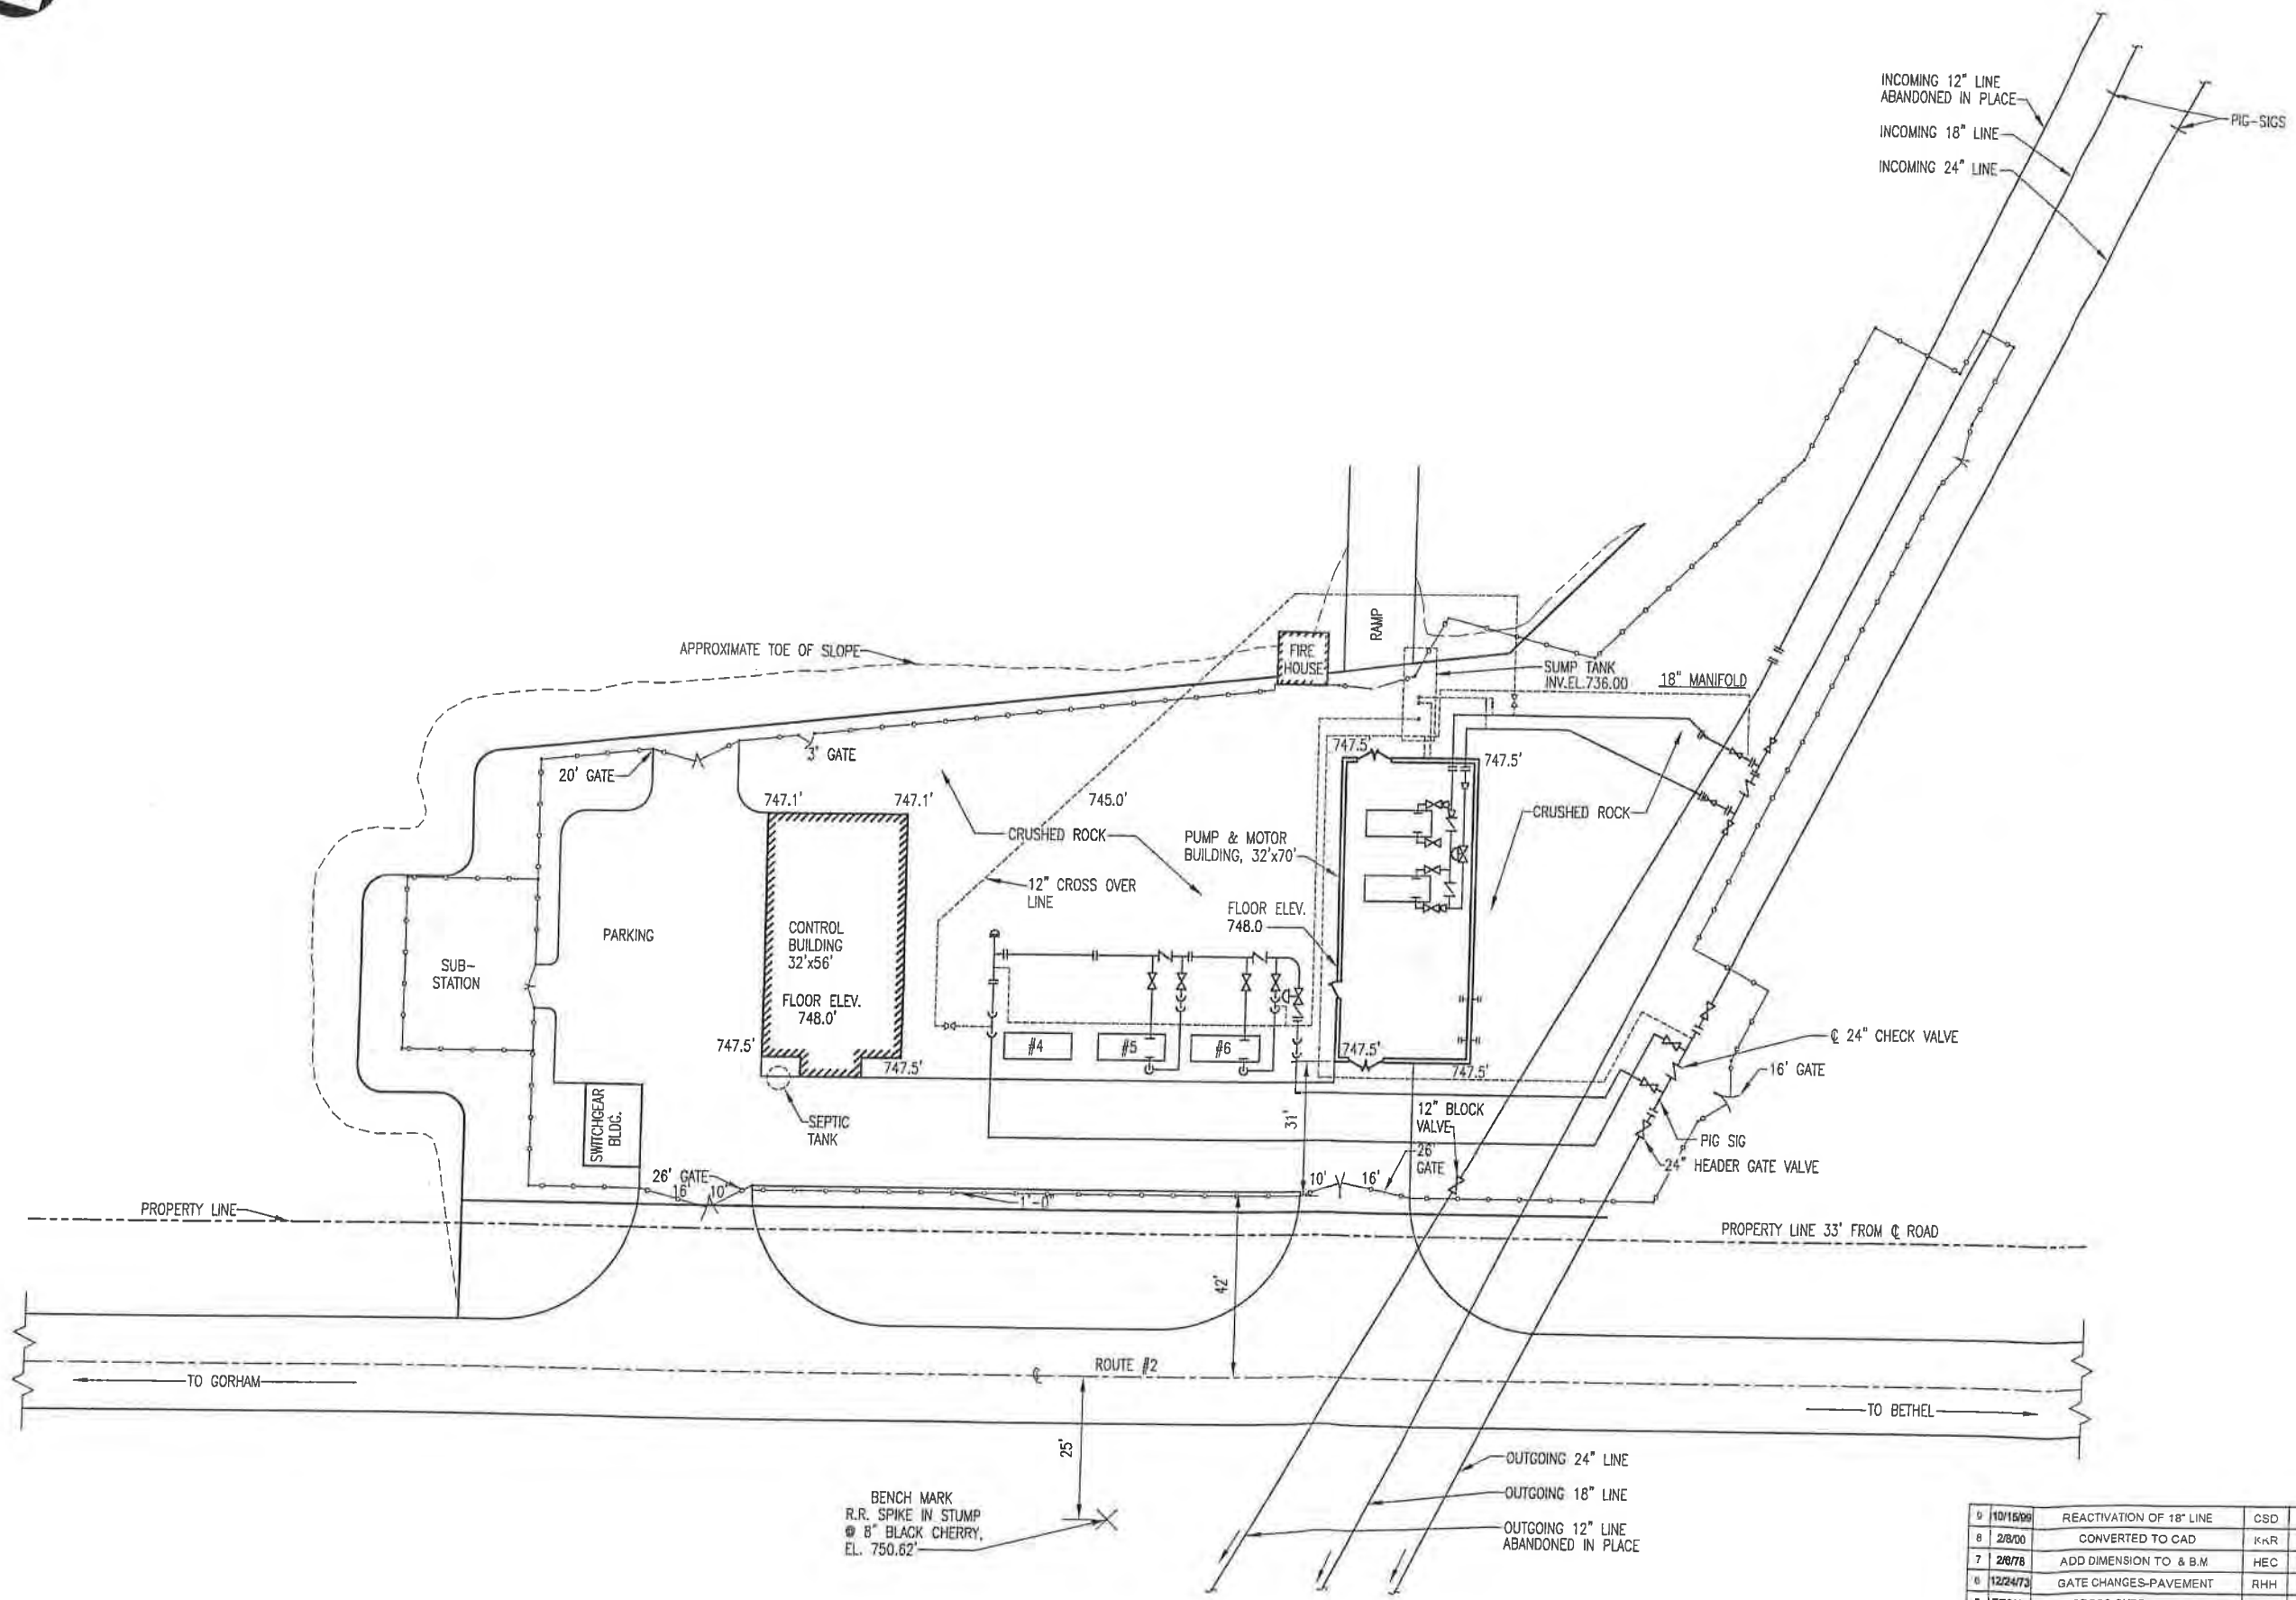 INCOMING 12" LINE
ABANDONED IN PLACE
INCOMING 18" LINE
INCOMING 24" LINE
PIG-SIGS
APPROXIMATE TOE OF SLOPE
FIRE
HOUSE
RAMP
SUMP TANK
INV.EL.736.00
18" MANIFOLD
20' GATE
3' GATE
747.1'
747.1'
745.0'
747.5'
747.5'
CRUSHED ROCK
CRUSHED ROCK
PUMP & MOTOR
BUILDING, 32'x70'
12" CROSS OVER
LINE
FLOOR ELEV.
748.0
PARKING
CONTROL
BUILDING
32'x56'
FLOOR ELEV.
748.0'
SUB-
STATION
#4
#5
#6
747.5'
747.5'
747.5'
747.5'
℄ 24" CHECK VALVE
16' GATE
SWITCHGEAR
BLDG.
SEPTIC
TANK
31'
12" BLOCK
VALVE
PIG SIG
24" HEADER GATE VALVE
26' GATE
16'
10'
1'-0"
10'
16'
26'
GATE
PROPERTY LINE
PROPERTY LINE 33' FROM ℄ ROAD
42'
℄
ROUTE #2
TO GORHAM
TO BETHEL
25'
BENCH MARK
R.R. SPIKE IN STUMP
@ 8" BLACK CHERRY,
EL. 750.62'
OUTGOING 24" LINE
OUTGOING 18" LINE
OUTGOING 12" LINE
ABANDONED IN PLACE
9 10/15/99 REACTIVATION OF 18" LINE CSD
8 2/8/00 CONVERTED TO CAD KKR
7 2/6/78 ADD DIMENSION TO & B.M HEC
6 12/24/73 GATE CHANGES-PAVEMENT RHH